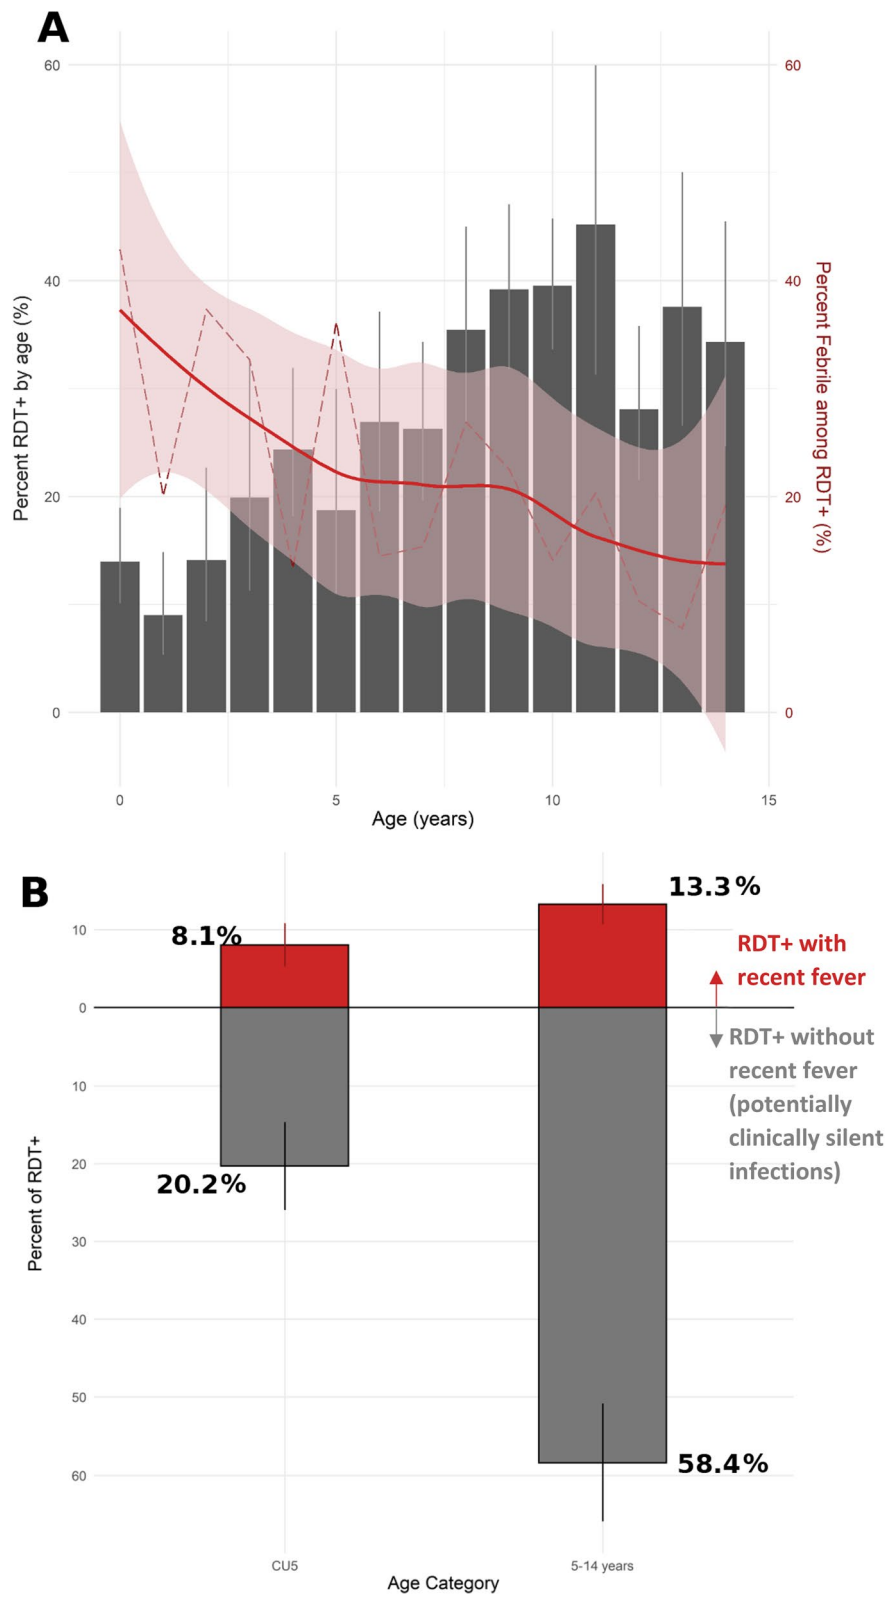 A
Percent RDT+ by age (%)
60
40
20
0
60
40
20
0
Percent Febrile among RDT+ (%)
0
5
10
15
Age (years)
B
Percent of RDT+
10
0
10
20
30
40
50
60
8.1%
20.2%
13.3%
58.4%
RDT+ with
recent fever
RDT+ without
recent fever
(potentially
clinically silent
infections)
CU5
5-14 years
Age Category